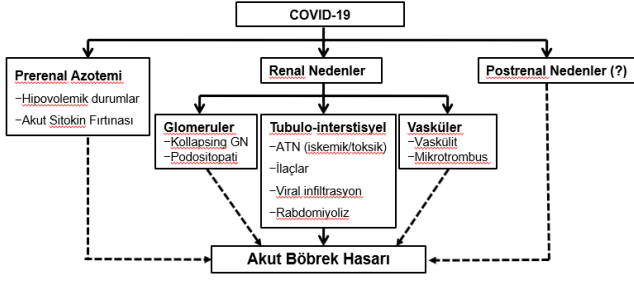 COVID-19
Prerenal Azotemi
−Hipovolemik durumlar
−Akut Sitokin Fırtınası
Renal Nedenler
Postrenal Nedenler (?)
Glomeruler
−Kollapsing GN
−Podositopati
Tubulo-interstisyel
−ATN (iskemik/toksik)
−İlaçlar
−Viral infiltrasyon
−Rabdomiyoliz
Vasküler
−Vaskülit
−Mikrotrombus
Akut Böbrek Hasarı